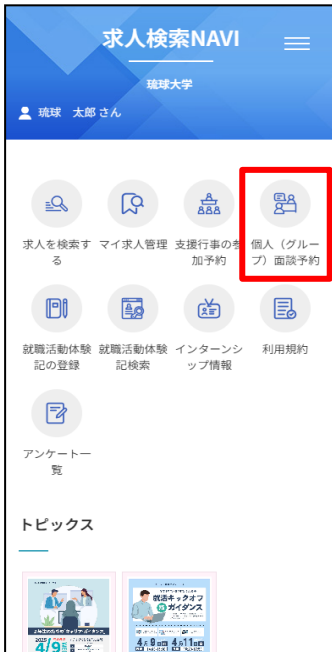 求人検索NAVI
琉球大学
琉球 太郎 さん
求人を検索す
る
マイ求人管理
支援行事の参
加予約
個人（グルー
プ）面談予約
就職活動体験
記の登録
就職活動体験
記検索
インターンシ
ップ情報
利用規約
アンケート一
覧
トピックス
4/9
就活キックオフ
ガイダンス